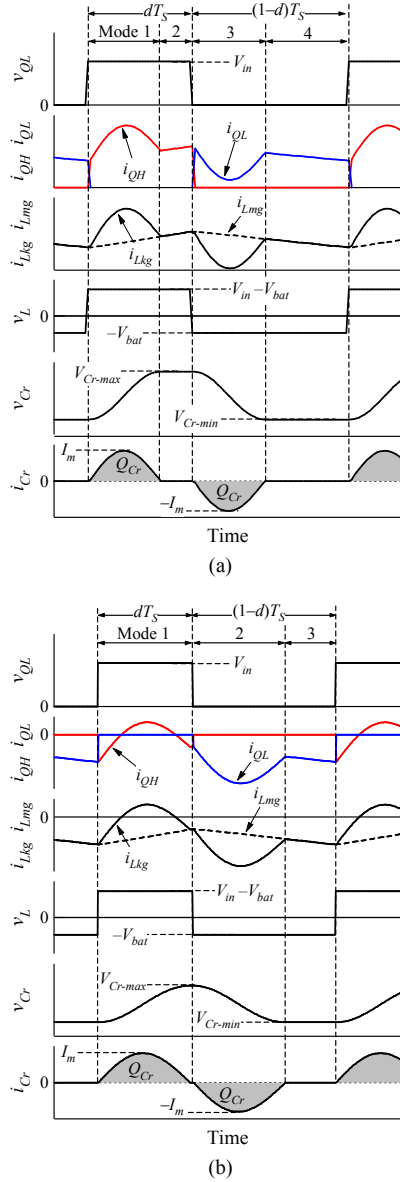 dT_S (1–d)T_S
Mode 1 2 3 4
v_QL V_in
0
i_QH i_QL i_QH i_QL
i_Lkg i_Lmg i_Lkg i_Lmg
v_L 0 V_in –V_bat
–V_bat
v_Cr V_Cr-max V_Cr-min
i_Cr I_m 0 Q_Cr Q_Cr –I_m
Time
(a)
dT_S (1–d)T_S
Mode 1 2 3
v_QL V_in
0
i_QH i_QL 0 i_QH i_QL
i_Lkg i_Lmg 0 i_Lkg i_Lmg
v_L 0 V_in –V_bat
–V_bat
v_Cr V_Cr-max V_Cr-min
i_Cr I_m 0 Q_Cr Q_Cr –I_m
Time
(b)